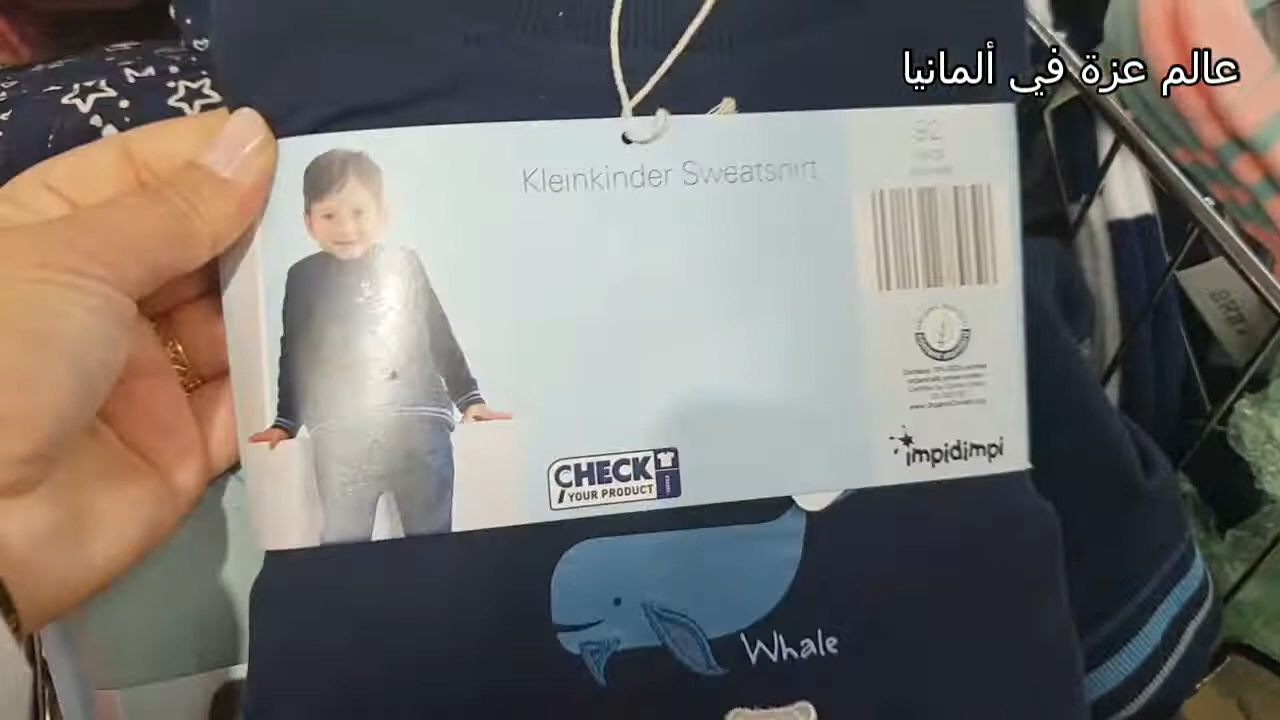 عالم عزة في ألمانيا
Kleinkinder Sweatshirt
92
CHECK
YOUR PRODUCT
impidimpi
Whale